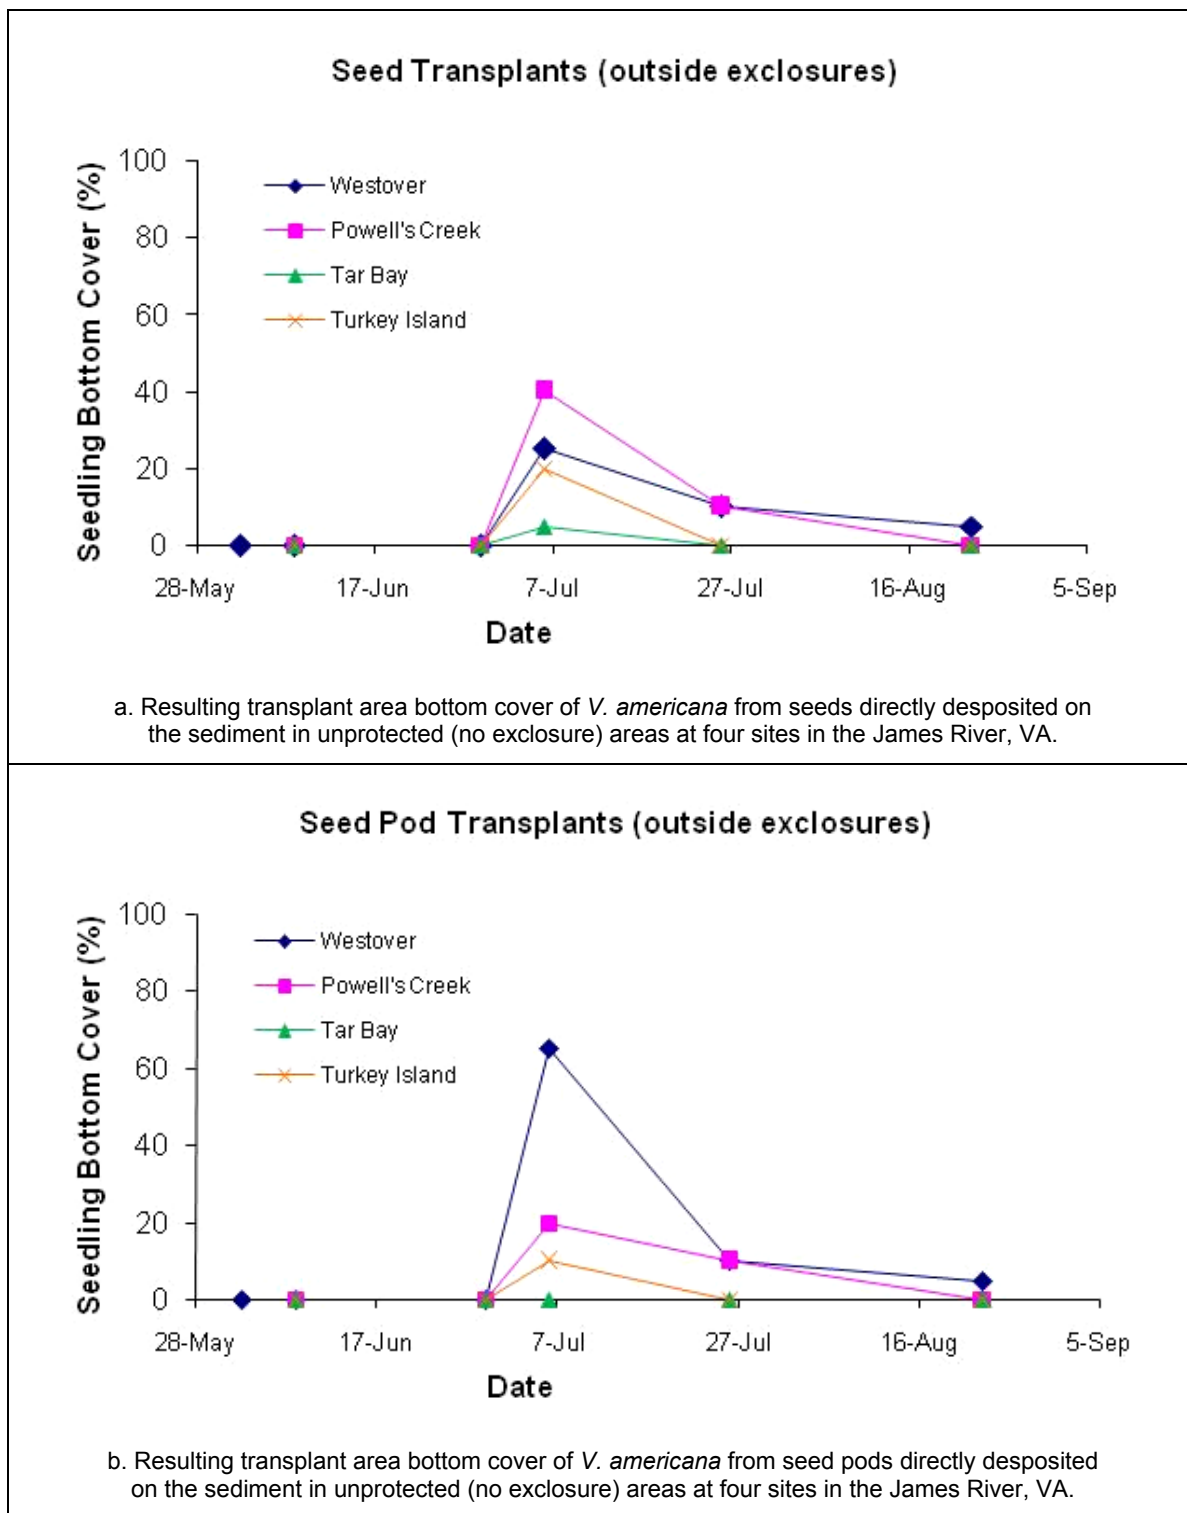 Seed Transplants (outside exclosures)
Seedling Bottom Cover (%)
100
80
60
40
20
0
Westover
Powell's Creek
Tar Bay
Turkey Island
28-May 17-Jun 7-Jul 27-Jul 16-Aug 5-Sep
Date
a. Resulting transplant area bottom cover of V. americana from seeds directly desposited on
the sediment in unprotected (no exclosure) areas at four sites in the James River, VA.
Seed Pod Transplants (outside exclosures)
Seedling Bottom Cover (%)
100
80
60
40
20
0
Westover
Powell's Creek
Tar Bay
Turkey Island
28-May 17-Jun 7-Jul 27-Jul 16-Aug 5-Sep
Date
b. Resulting transplant area bottom cover of V. americana from seed pods directly desposited
on the sediment in unprotected (no exclosure) areas at four sites in the James River, VA.